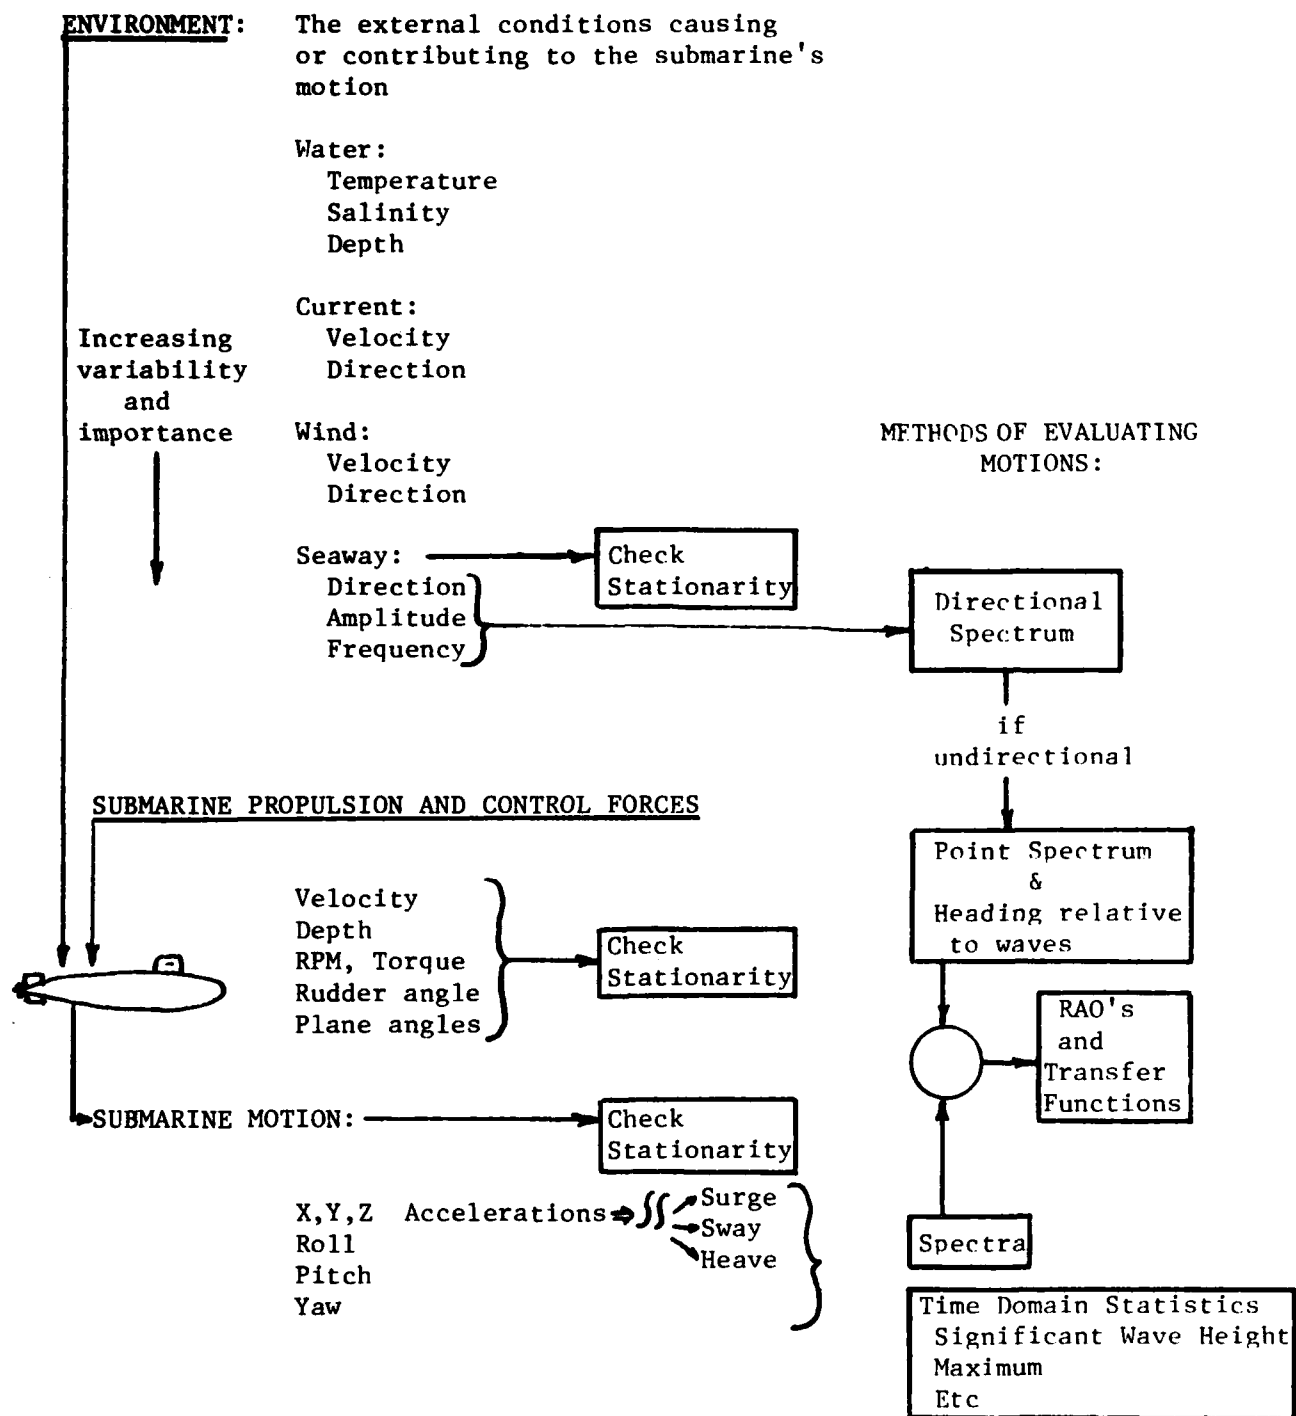 ENVIRONMENT: The external conditions causing
or contributing to the submarine's
motion
Water:
Temperature
Salinity
Depth
Current:
Velocity
Direction
Increasing
variability
and
importance
Wind:
Velocity
Direction
METHODS OF EVALUATING
MOTIONS:
Seaway:
Direction
Amplitude
Frequency
Check
Stationarity
Directional
Spectrum
if
undirectional
SUBMARINE PROPULSION AND CONTROL FORCES
Velocity
Depth
RPM, Torque
Rudder angle
Plane angles
Check
Stationarity
Point Spectrum
&
Heading relative
to waves
RAO's
and
Transfer
Functions
SUBMARINE MOTION:
Check
Stationarity
X,Y,Z Accelerations ∫∫ Surge
Sway
Heave
Roll
Pitch
Yaw
Spectra
Time Domain Statistics
Significant Wave Height
Maximum
Etc